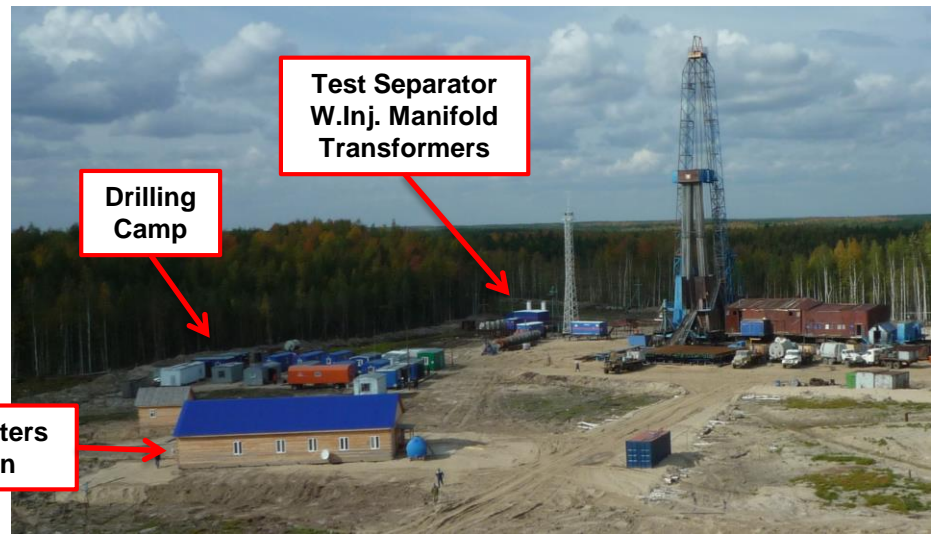 Test Separator
W.Inj. Manifold
Transformers
Drilling
Camp
ters
n